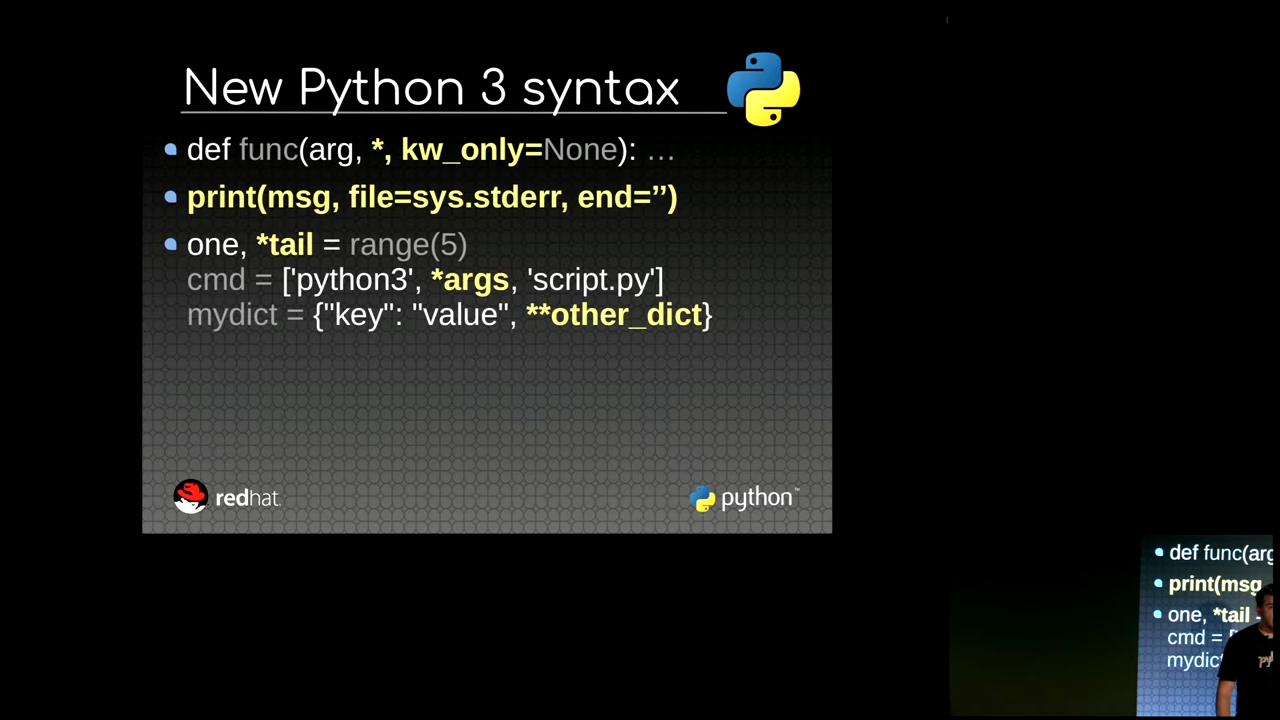 New Python 3 syntax
def func(arg, *, kw_only=None): …
print(msg, file=sys.stderr, end=’’)
one, *tail = range(5)
cmd = ['python3', *args, 'script.py']
mydict = {"key": "value", **other_dict}
redhat.
python™
def func(arg
print(msg
one, *tail
cmd = [
mydic
py